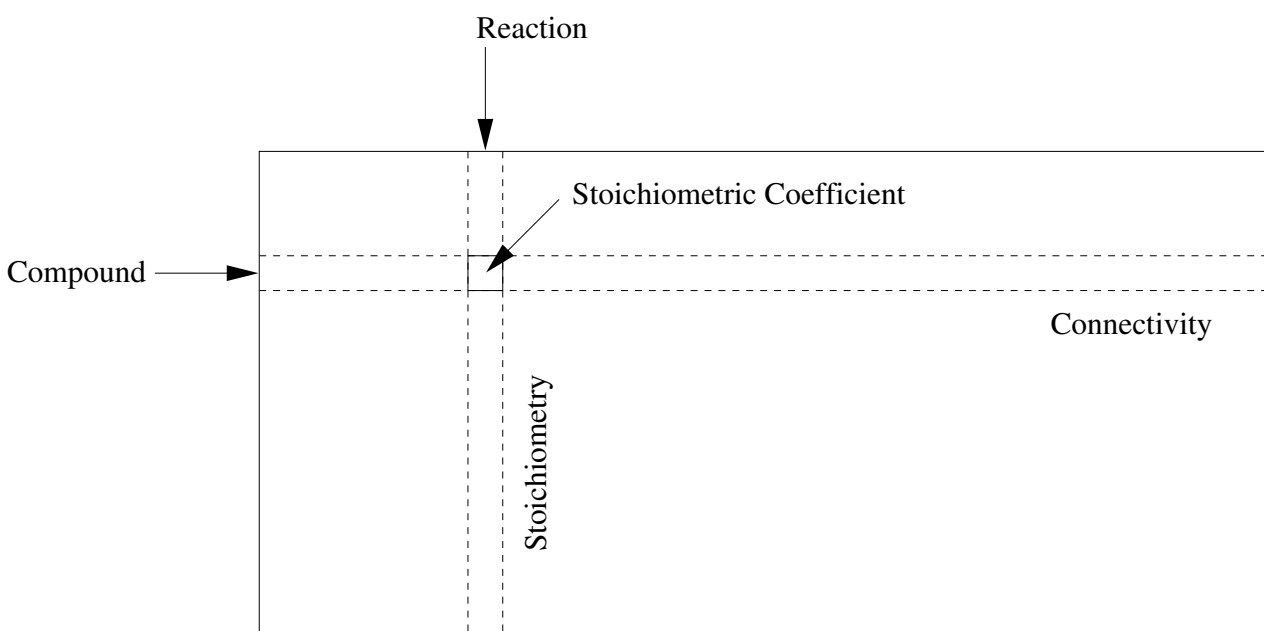 Reaction
Stoichiometric Coefficient
Compound
Connectivity
Stoichiometry